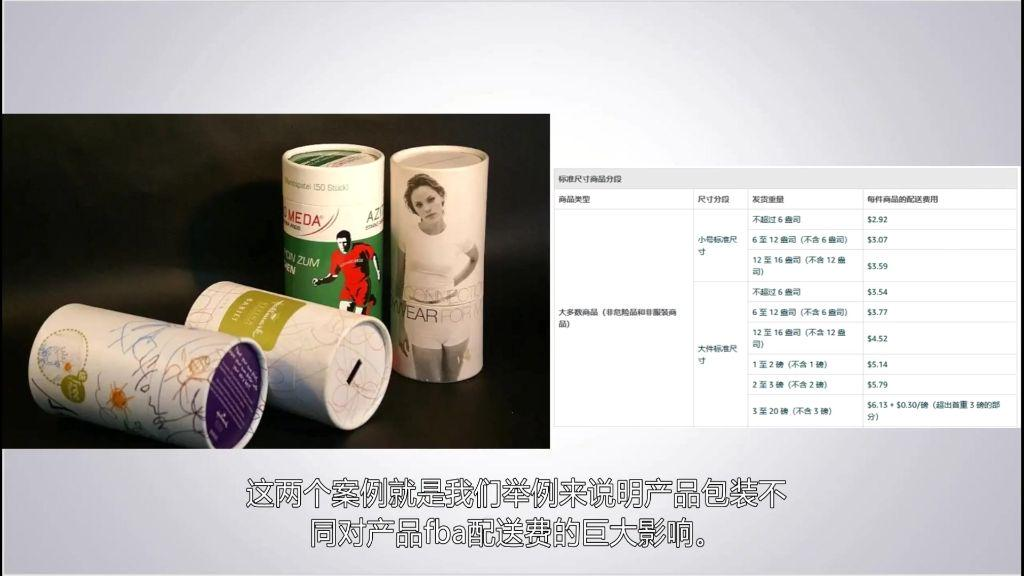 Wundspatel (50 Stück)
MEDA
ON ZUM
HEN
BASICS
WEAR FOR
标准尺寸商品分段
商品类型 尺寸分段 发货重量 每件商品的配送费用
大多数商品（非危险品和非服装商品）
小号标准尺寸
不超过 6 盎司 $2.92
6 至 12 盎司（不含 6 盎司） $3.07
12 至 16 盎司（不含 12 盎司） $3.59
大件标准尺寸
不超过 6 盎司 $3.54
6 至 12 盎司（不含 6 盎司） $3.77
12 至 16 盎司（不含 12 盎司） $4.52
1 至 2 磅（不含 1 磅） $5.14
2 至 3 磅（不含 2 磅） $5.79
3 至 20 磅（不含 3 磅） $6.13 + $0.30/磅（超出首重 3 磅的部分）
这两个案例就是我们举例来说明产品包装不
同对产品fba配送费的巨大影响。